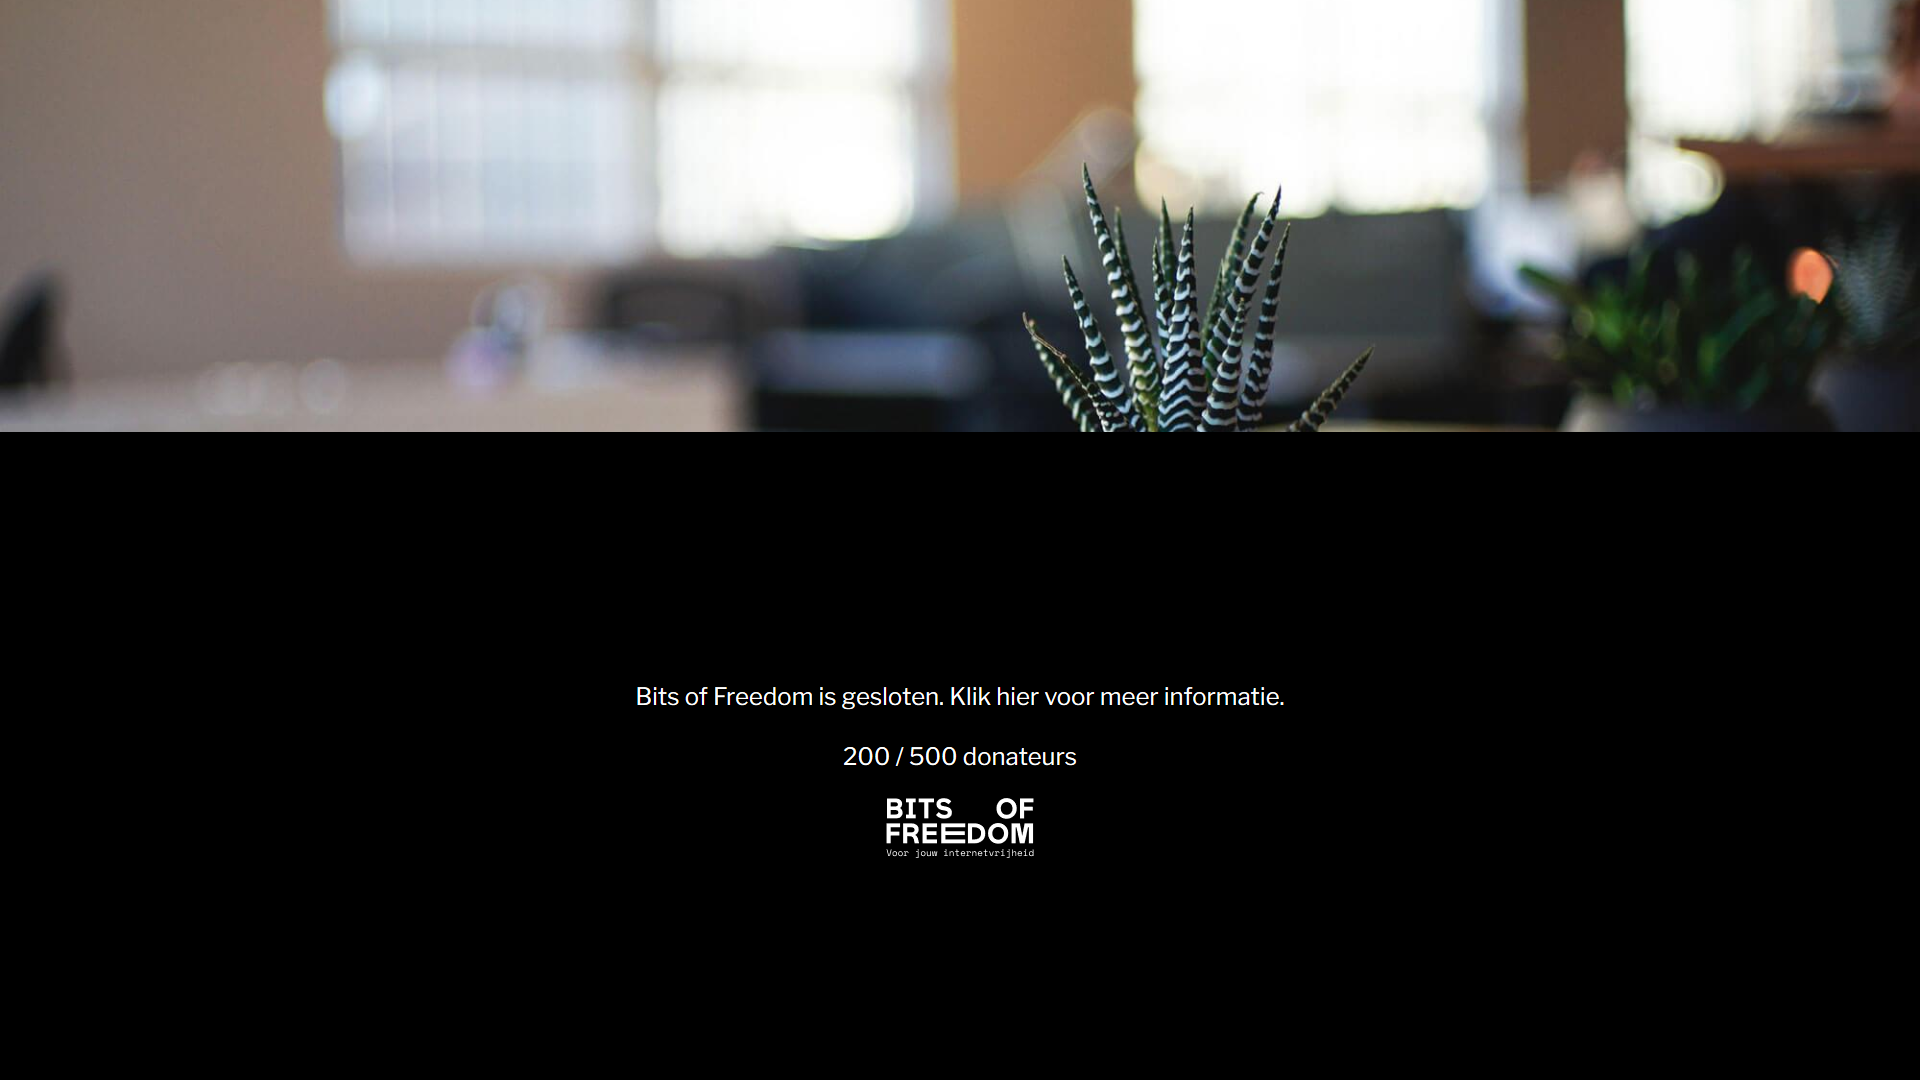 Bits of Freedom is gesloten. Klik hier voor meer informatie.
200 / 500 donateurs
BITS OF
FREEDOM
Voor jouw internetvrijheid